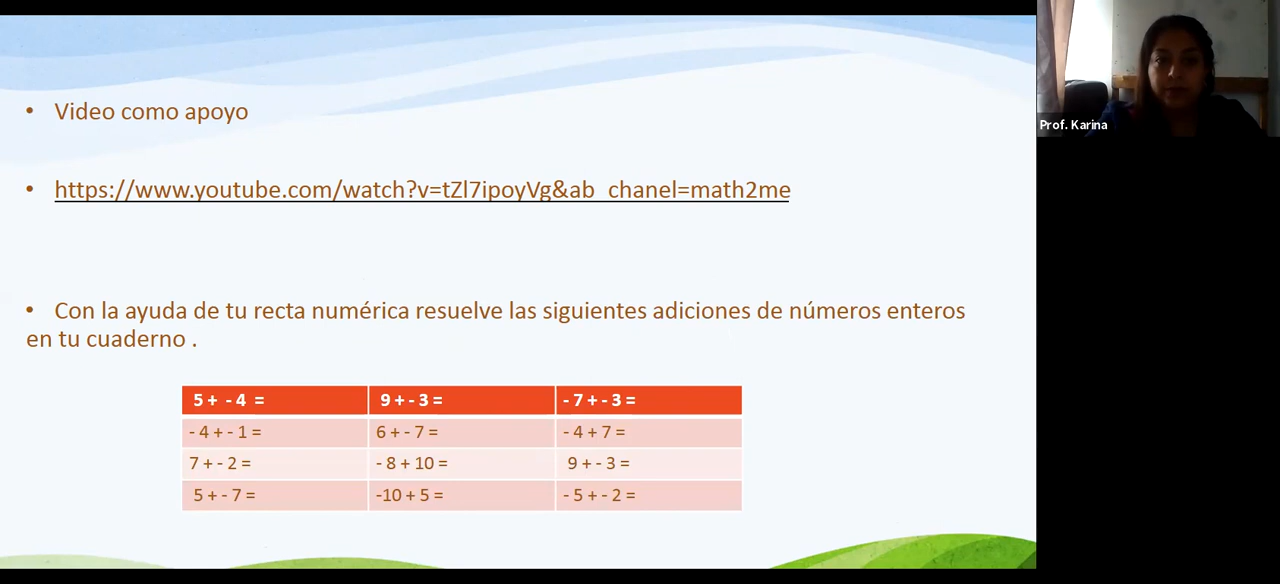 • Video como apoyo
• https://www.youtube.com/watch?v=tZl7ipoyVg&ab_chanel=math2me
• Con la ayuda de tu recta numérica resuelve las siguientes adiciones de números enteros
en tu cuaderno .
5 + - 4 = 9 + - 3 = - 7 + - 3 =
- 4 + - 1 = 6 + - 7 = - 4 + 7 =
7 + - 2 = - 8 + 10 = 9 + - 3 =
5 + - 7 = -10 + 5 = - 5 + - 2 =
Prof. Karina